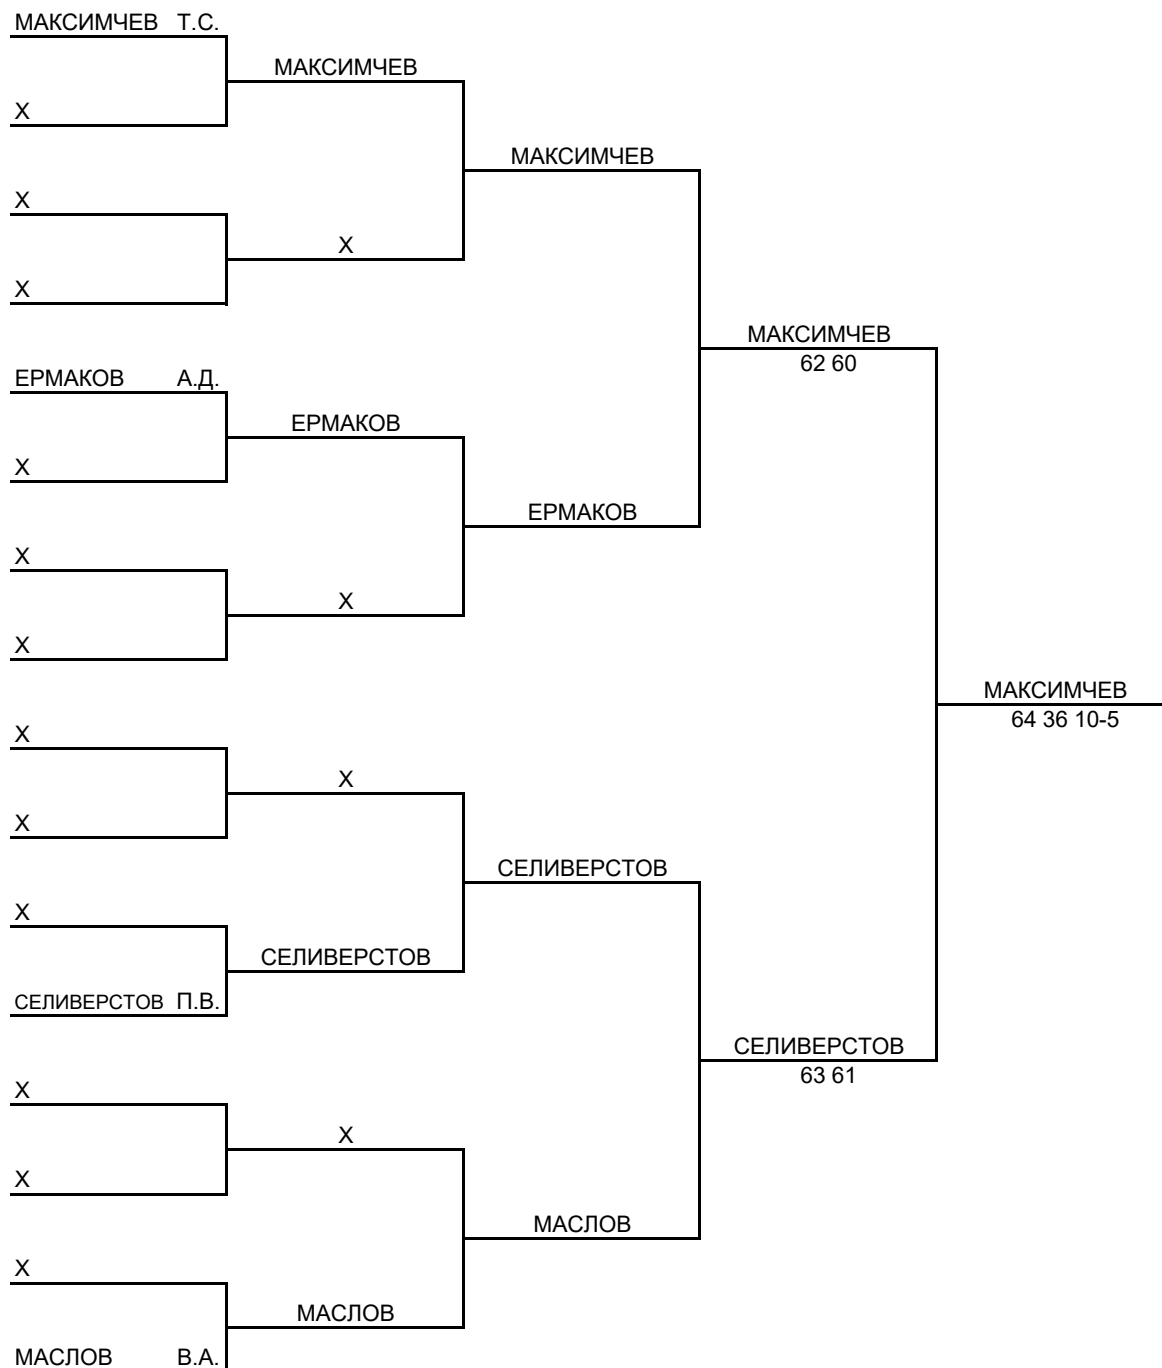 МАКСИМЧЕВ Т.С.
МАКСИМЧЕВ
Х
МАКСИМЧЕВ
Х
Х
Х
МАКСИМЧЕВ
62 60
ЕРМАКОВ А.Д.
ЕРМАКОВ
Х
ЕРМАКОВ
Х
Х
Х
МАКСИМЧЕВ
64 36 10-5
Х
Х
Х
СЕЛИВЕРСТОВ
Х
СЕЛИВЕРСТОВ
СЕЛИВЕРСТОВ П.В.
СЕЛИВЕРСТОВ
63 61
Х
Х
Х
МАСЛОВ
Х
МАСЛОВ
МАСЛОВ В.А.